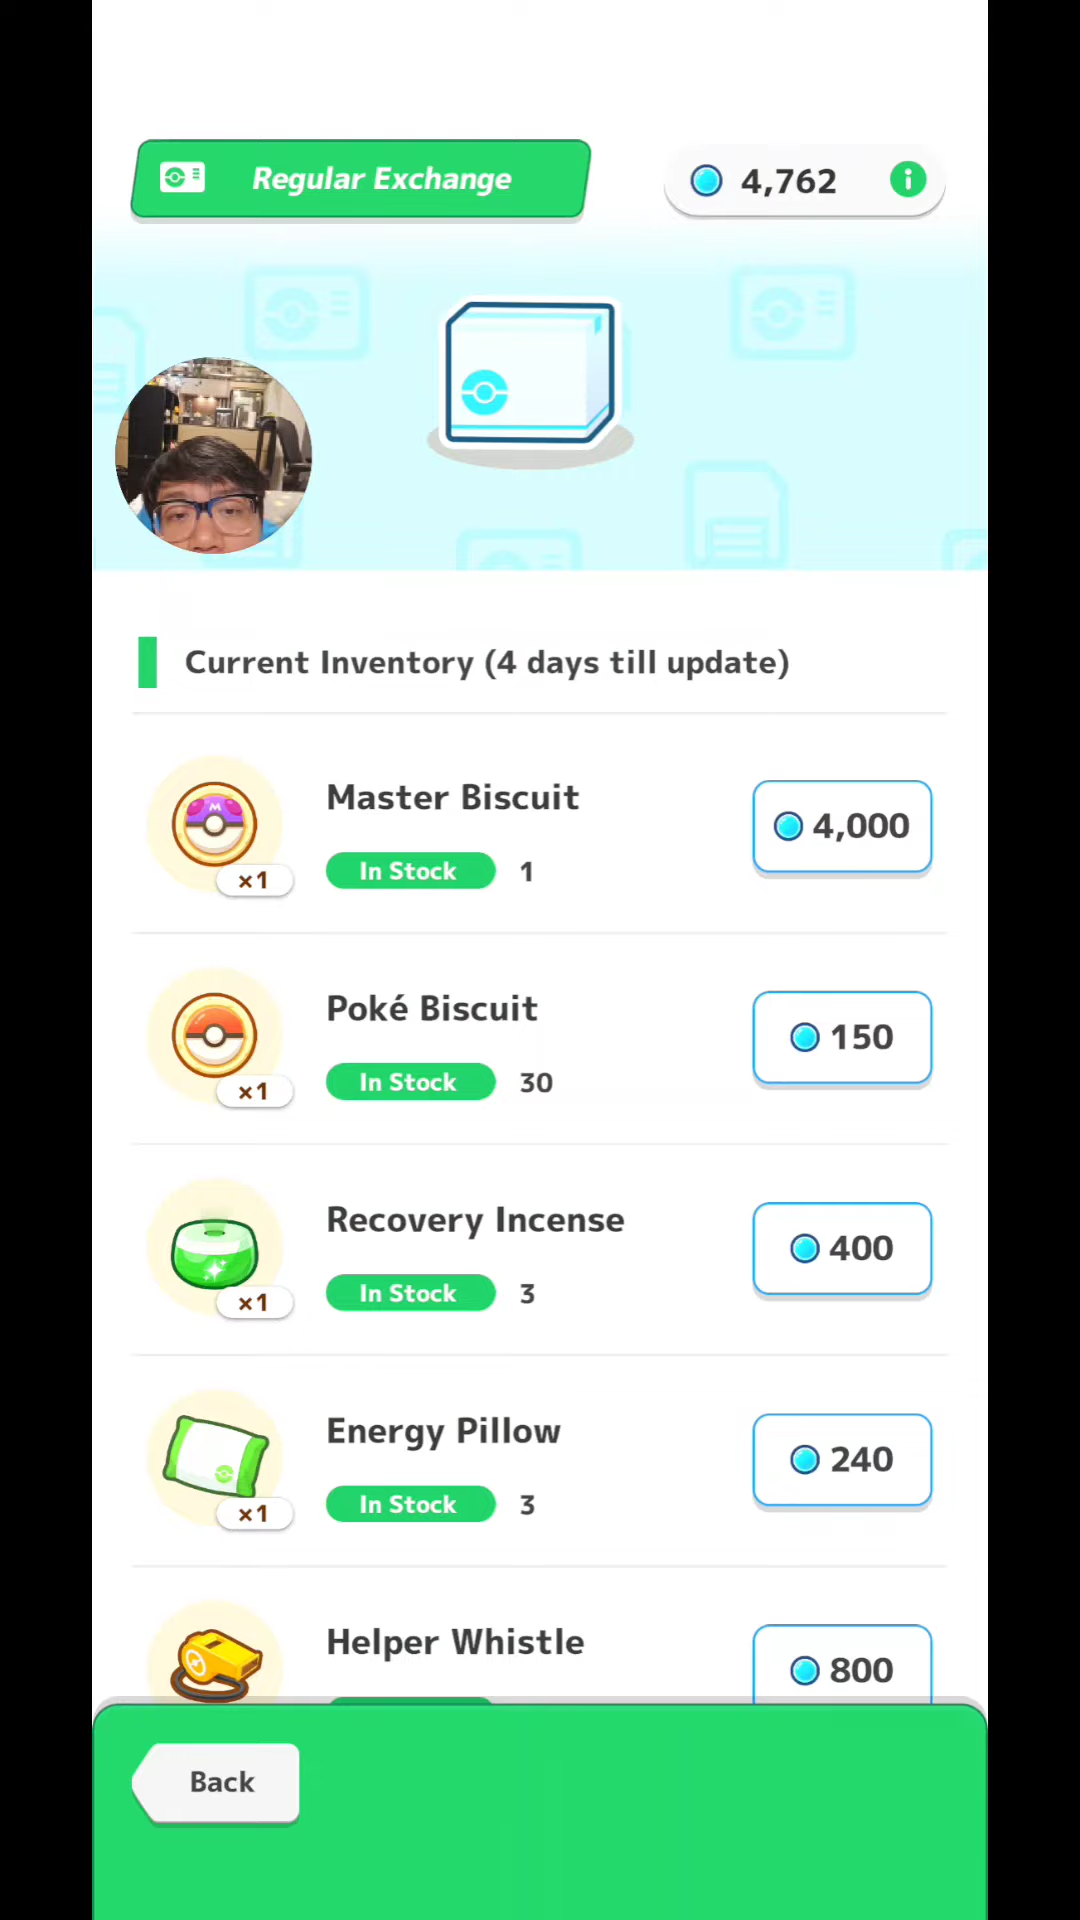 Regular Exchange
4,762
Current Inventory (4 days till update)
Master Biscuit
4,000
In Stock 1
×1
Poké Biscuit
150
In Stock 30
×1
Recovery Incense
400
In Stock 3
×1
Energy Pillow
240
In Stock 3
×1
Helper Whistle
800
Back